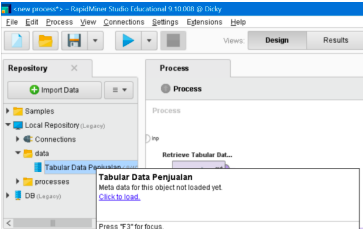 <new process*> – RapidMiner Studio Educational 9.10.008 @ Dicky
File Edit Process View Connections Settings Extensions Help
Views: Design Results
Repository
Process
Import Data
Process
Samples
Process
Local Repository (Legacy)
Connections
inp
data
Retrieve Tabular Dat...
Tabular Data Penjualan
processes
DB (Legacy)
Tabular Data Penjualan
Meta data for this object not loaded yet.
Click to load.
Press "F3" for focus.